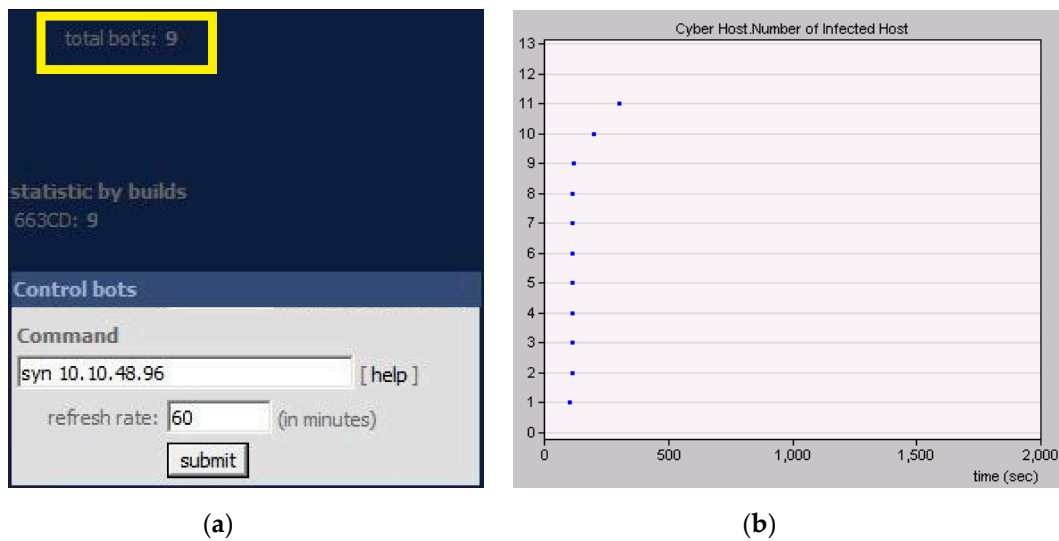 total bot's: 9
statistic by builds
663CD: 9
Control bots
Command
syn 10.10.48.96 [ help ]
refresh rate: 60 (in minutes)
submit
(a)
Cyber Host.Number of Infected Host
13
12
11
10
9
8
7
6
5
4
3
2
1
0
0 500 1,000 1,500 2,000
time (sec)
(b)